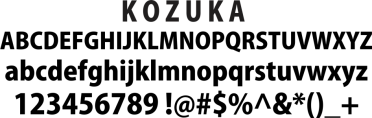 KOZUKA
ABCDEFGHIJKLMNOPQRSTUVWXYZ
abcdefghijklmnopqrstuvwxyz
123456789 !@#$%^&*()_+